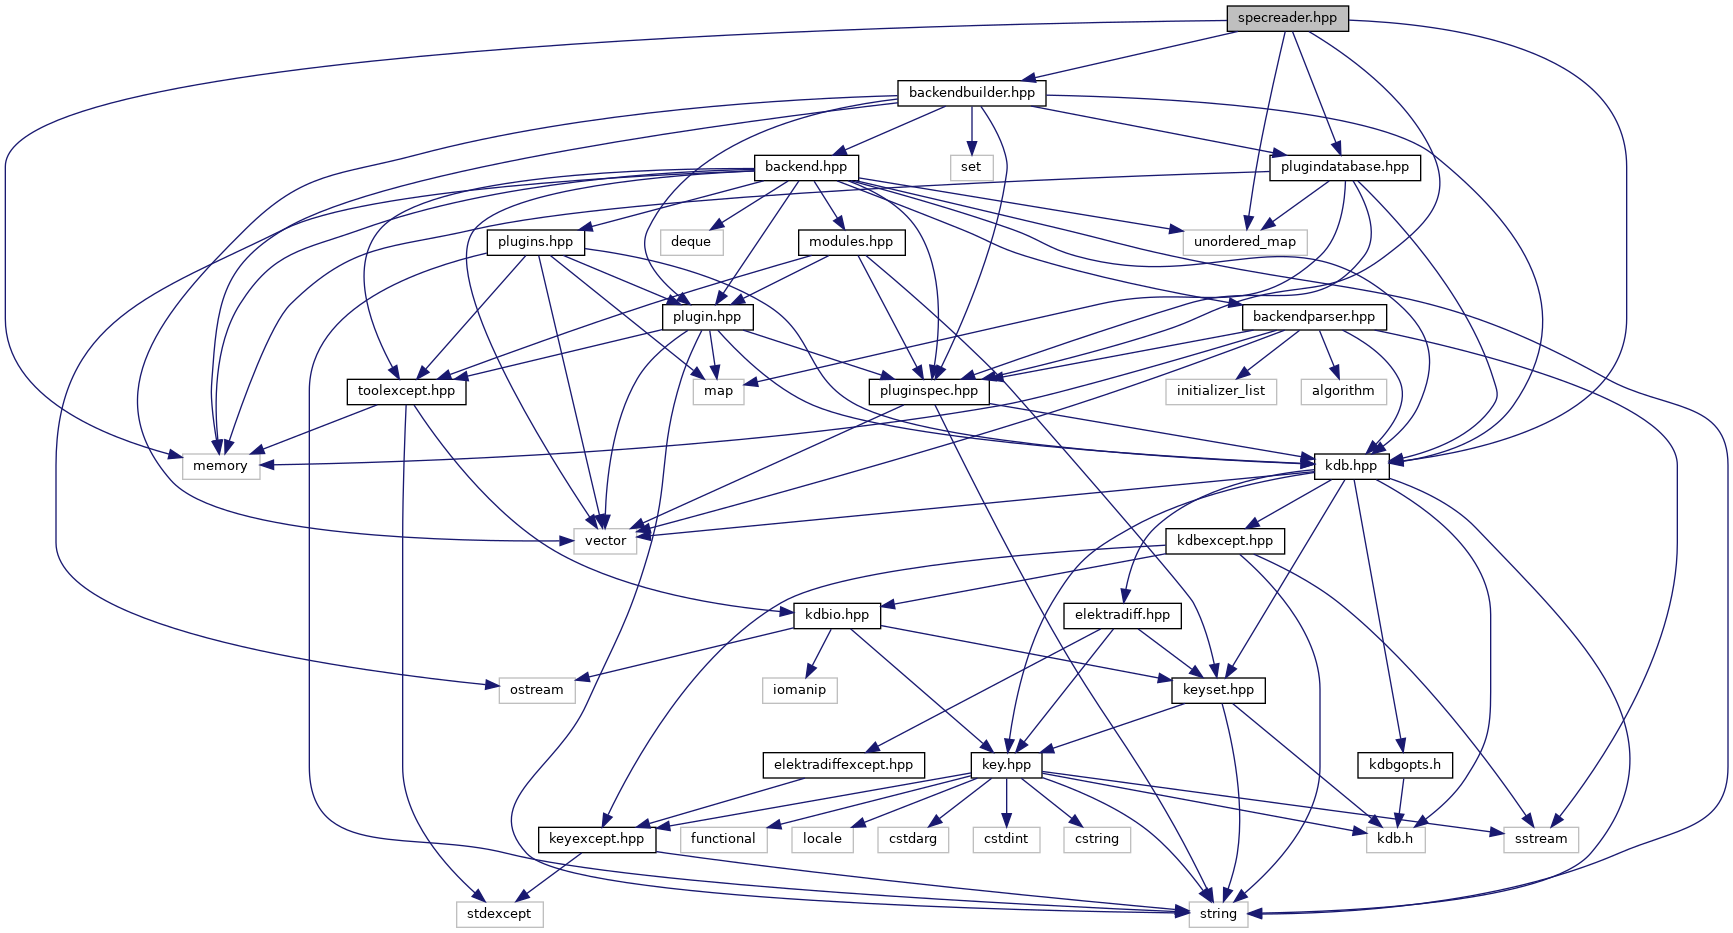 specreader.hpp
backendbuilder.hpp
backend.hpp
set
plugindatabase.hpp
plugins.hpp
deque
modules.hpp
unordered_map
plugin.hpp
backendparser.hpp
toolexcept.hpp
map
pluginspec.hpp
initializer_list
algorithm
memory
kdb.hpp
vector
kdbexcept.hpp
kdbio.hpp
elektradiff.hpp
ostream
iomanip
keyset.hpp
elektradiffexcept.hpp
key.hpp
kdbgopts.h
keyexcept.hpp
functional
locale
cstdarg
cstdint
cstring
kdb.h
sstream
stdexcept
string